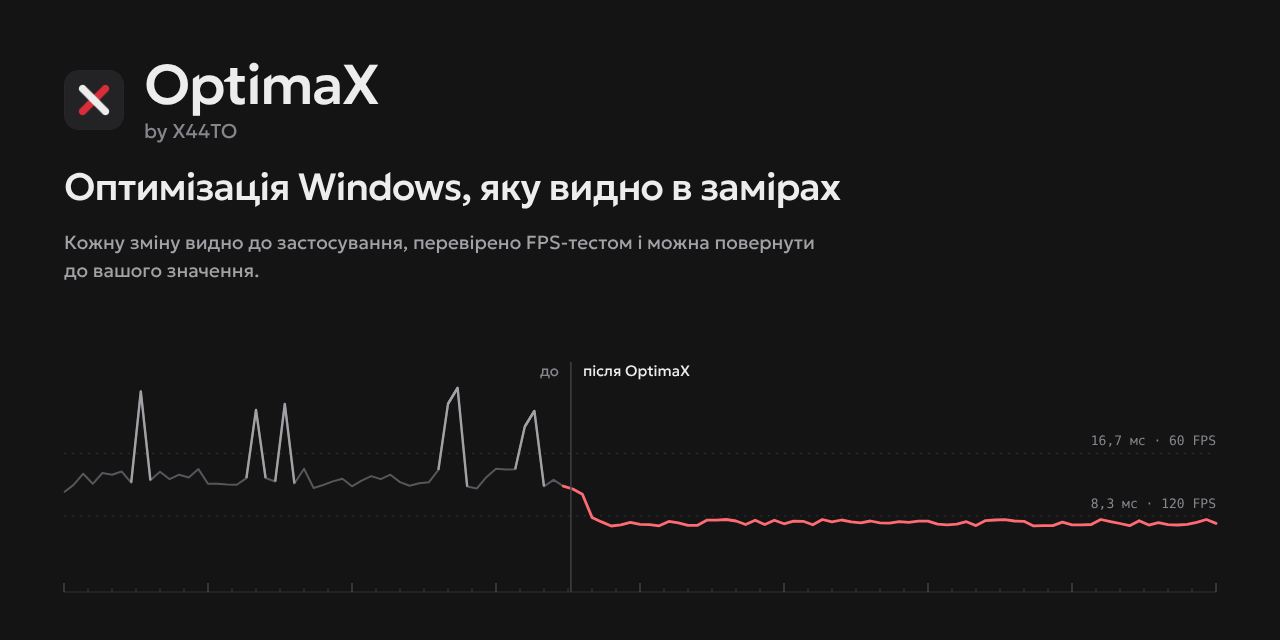 OptimaX
by X44TO
Оптимізація Windows, яку видно в замірах
Кожну зміну видно до застосування, перевірено FPS-тестом і можна повернути
до вашого значення.
до
після OptimaX
16,7 мс · 60 FPS
8,3 мс · 120 FPS